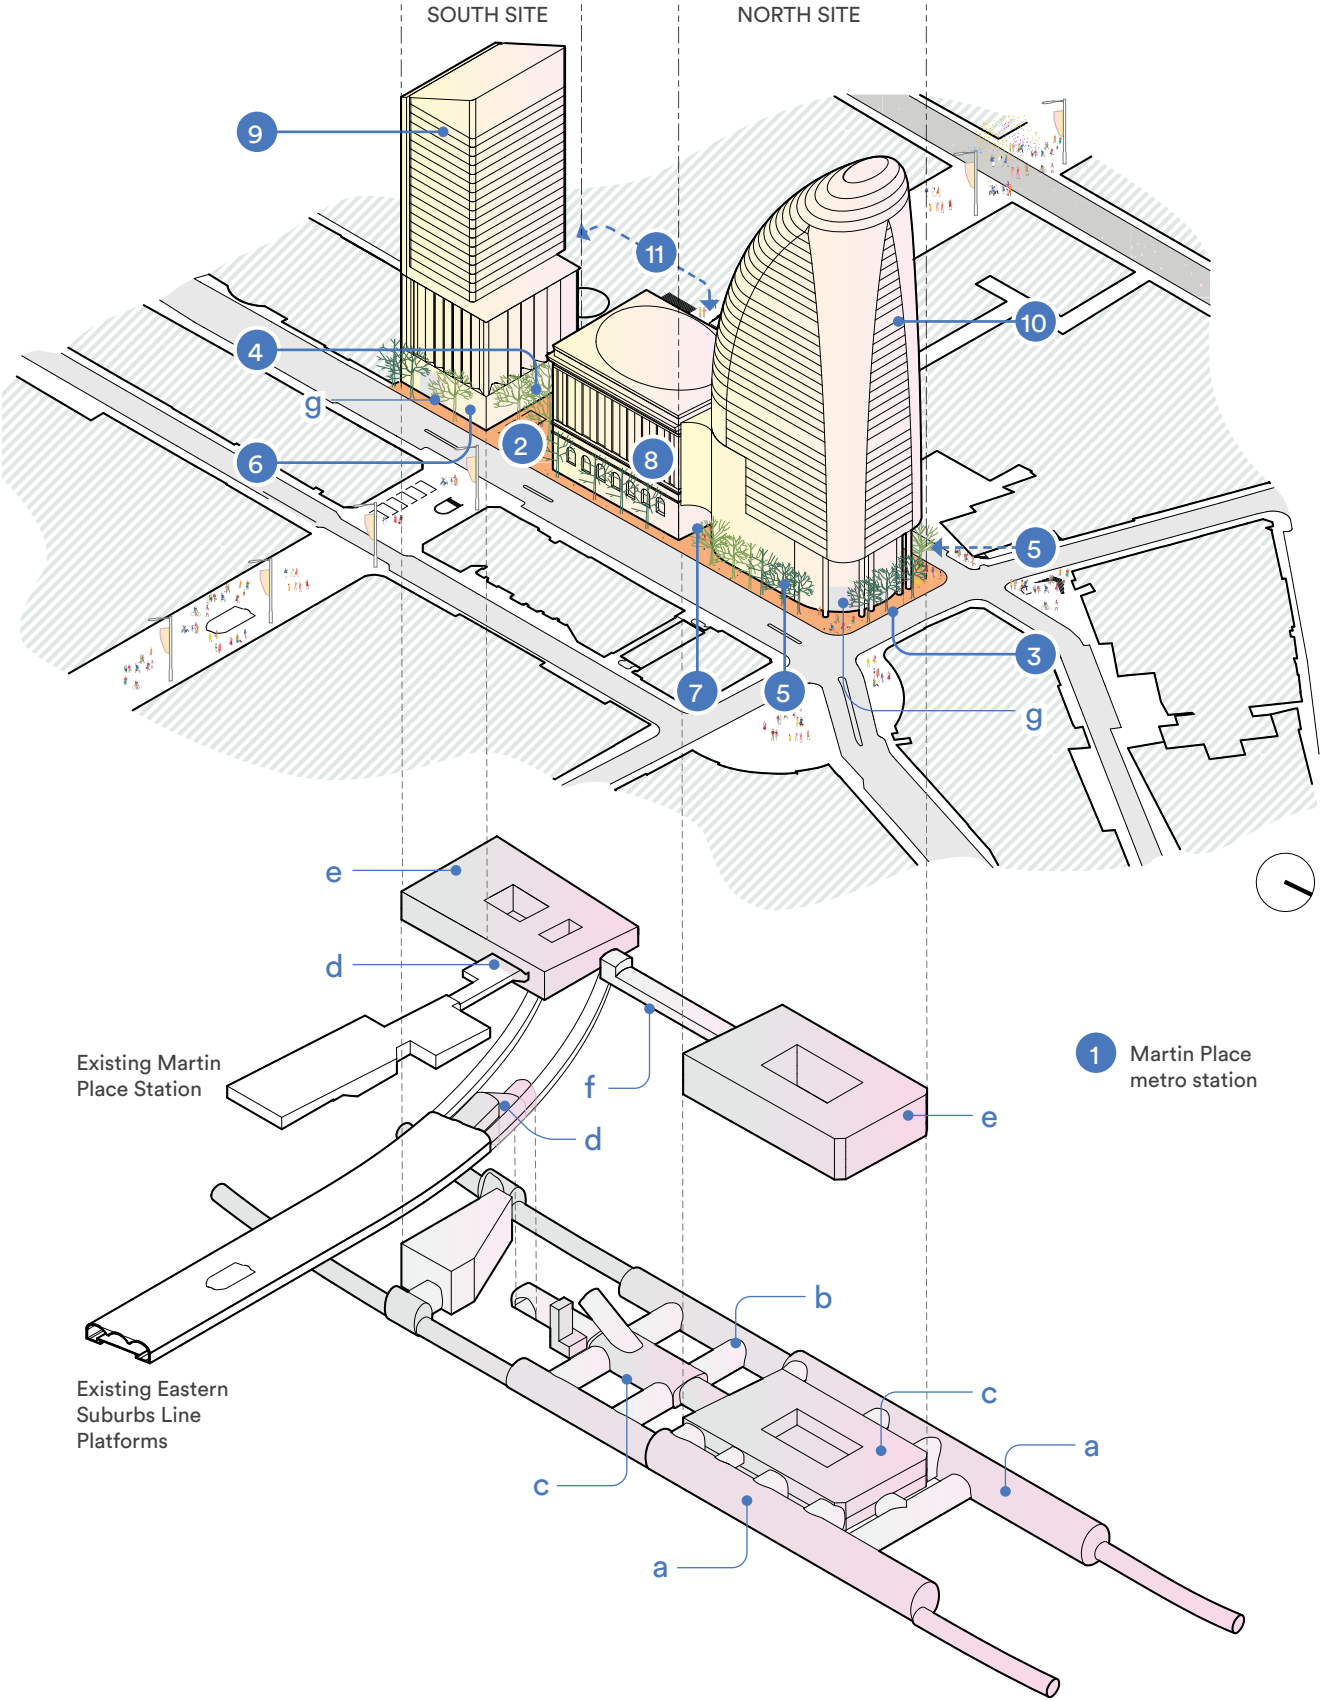 SOUTH SITE
NORTH SITE
9
11
10
4
g
2
6
8
5
7
5
3
g
e
d
Existing Martin
Place Station
f
1
Martin Place
metro station
e
d
b
Existing Eastern
Suburbs Line
Platforms
c
c
a
a